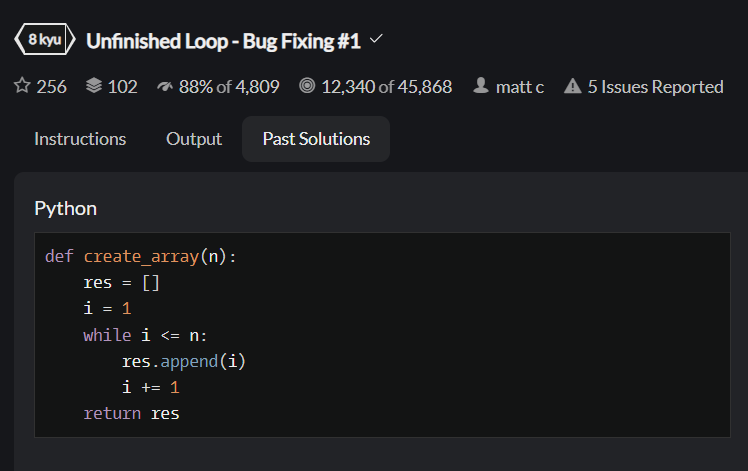 8 kyu Unfinished Loop - Bug Fixing #1
256 102 88% of 4,809 12,340 of 45,868 matt c 5 Issues Reported
Instructions Output Past Solutions
Python
def create_array(n):
    res = []
    i = 1
    while i <= n:
        res.append(i)
        i += 1
    return res